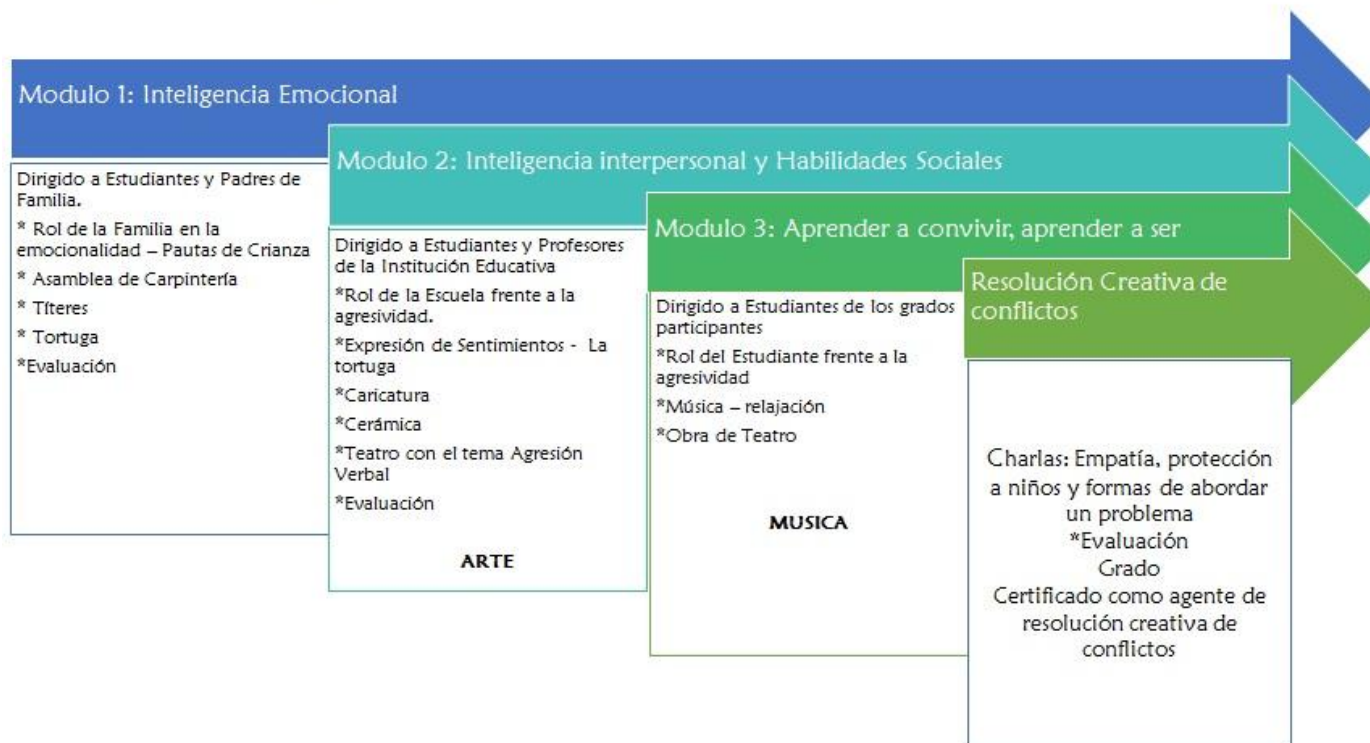 Modulo 1: Inteligencia Emocional
Dirigido a Estudiantes y Padres de
Familia.
* Rol de la Familia en la
emocionalidad – Pautas de Crianza
* Asamblea de Carpintería
* Títeres
* Tortuga
*Evaluación
Modulo 2: Inteligencia interpersonal y Habilidades Sociales
Dirigido a Estudiantes y Profesores
de la Institución Educativa
*Rol de la Escuela frente a la
agresividad.
*Expresión de Sentimientos - La
tortuga
*Caricatura
*Cerámica
*Teatro con el tema Agresión
Verbal
*Evaluación
ARTE
Modulo 3: Aprender a convivir, aprender a ser
Dirigido a Estudiantes de los grados
participantes
*Rol del Estudiante frente a la
agresividad
*Música – relajación
*Obra de Teatro
MUSICA
Resolución Creativa de
conflictos
Charlas: Empatía, protección
a niños y formas de abordar
un problema
*Evaluación
Grado
Certificado como agente de
resolución creativa de
conflictos